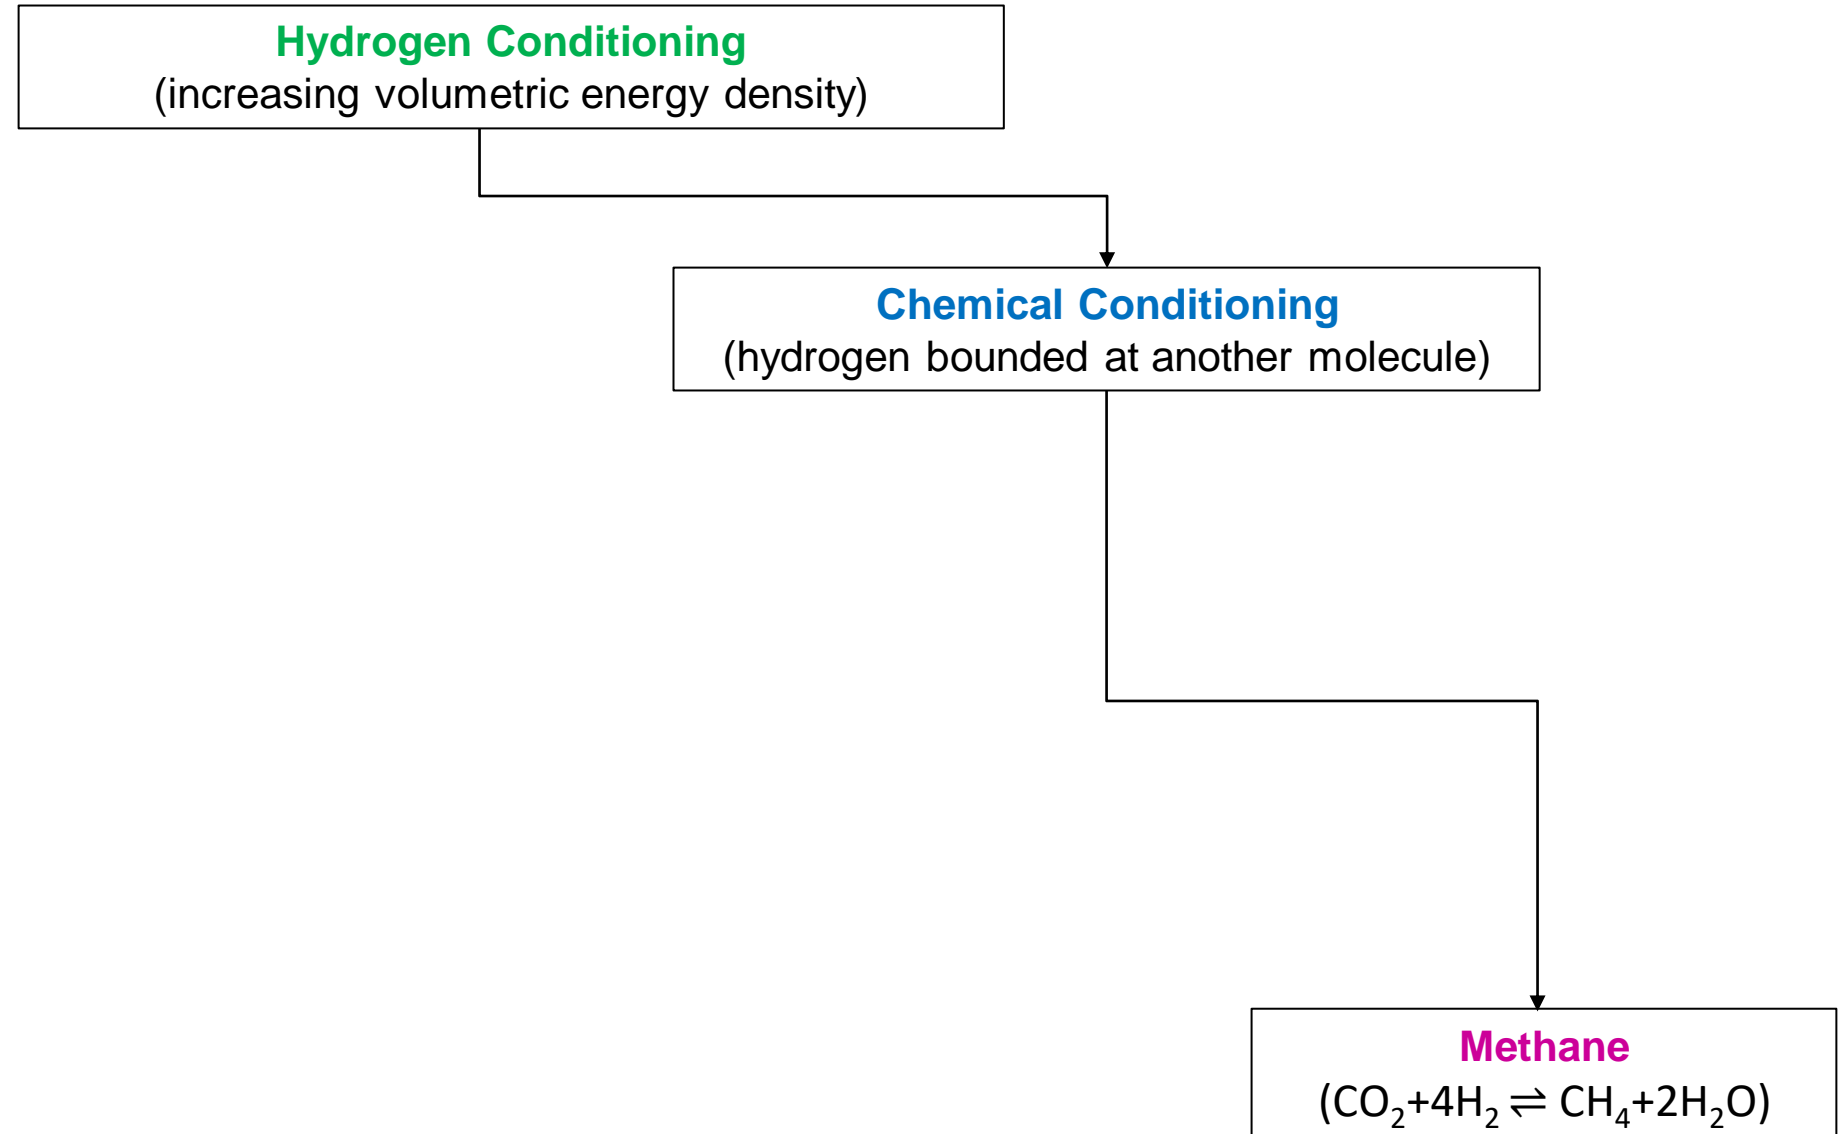 Hydrogen Conditioning
(increasing volumetric energy density)
Chemical Conditioning
(hydrogen bounded at another molecule)
Methane
(CO₂+4H₂ ⇌ CH₄+2H₂O)